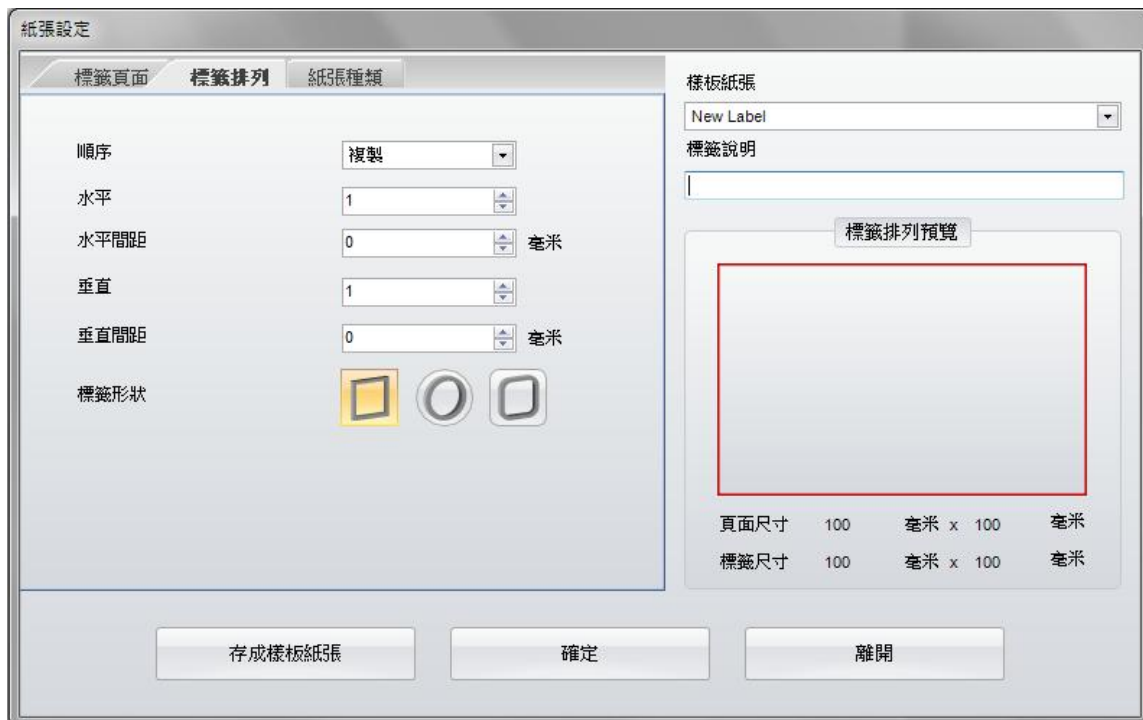 紙張設定
標籤頁面 標籤排列 紙張種類
順序 複製
水平 1
水平間距 0 毫米
垂直 1
垂直間距 0 毫米
標籤形狀
樣板紙張
New Label
標籤說明
標籤排列預覽
頁面尺寸 100 毫米 x 100 毫米
標籤尺寸 100 毫米 x 100 毫米
存成樣板紙張 確定 離開